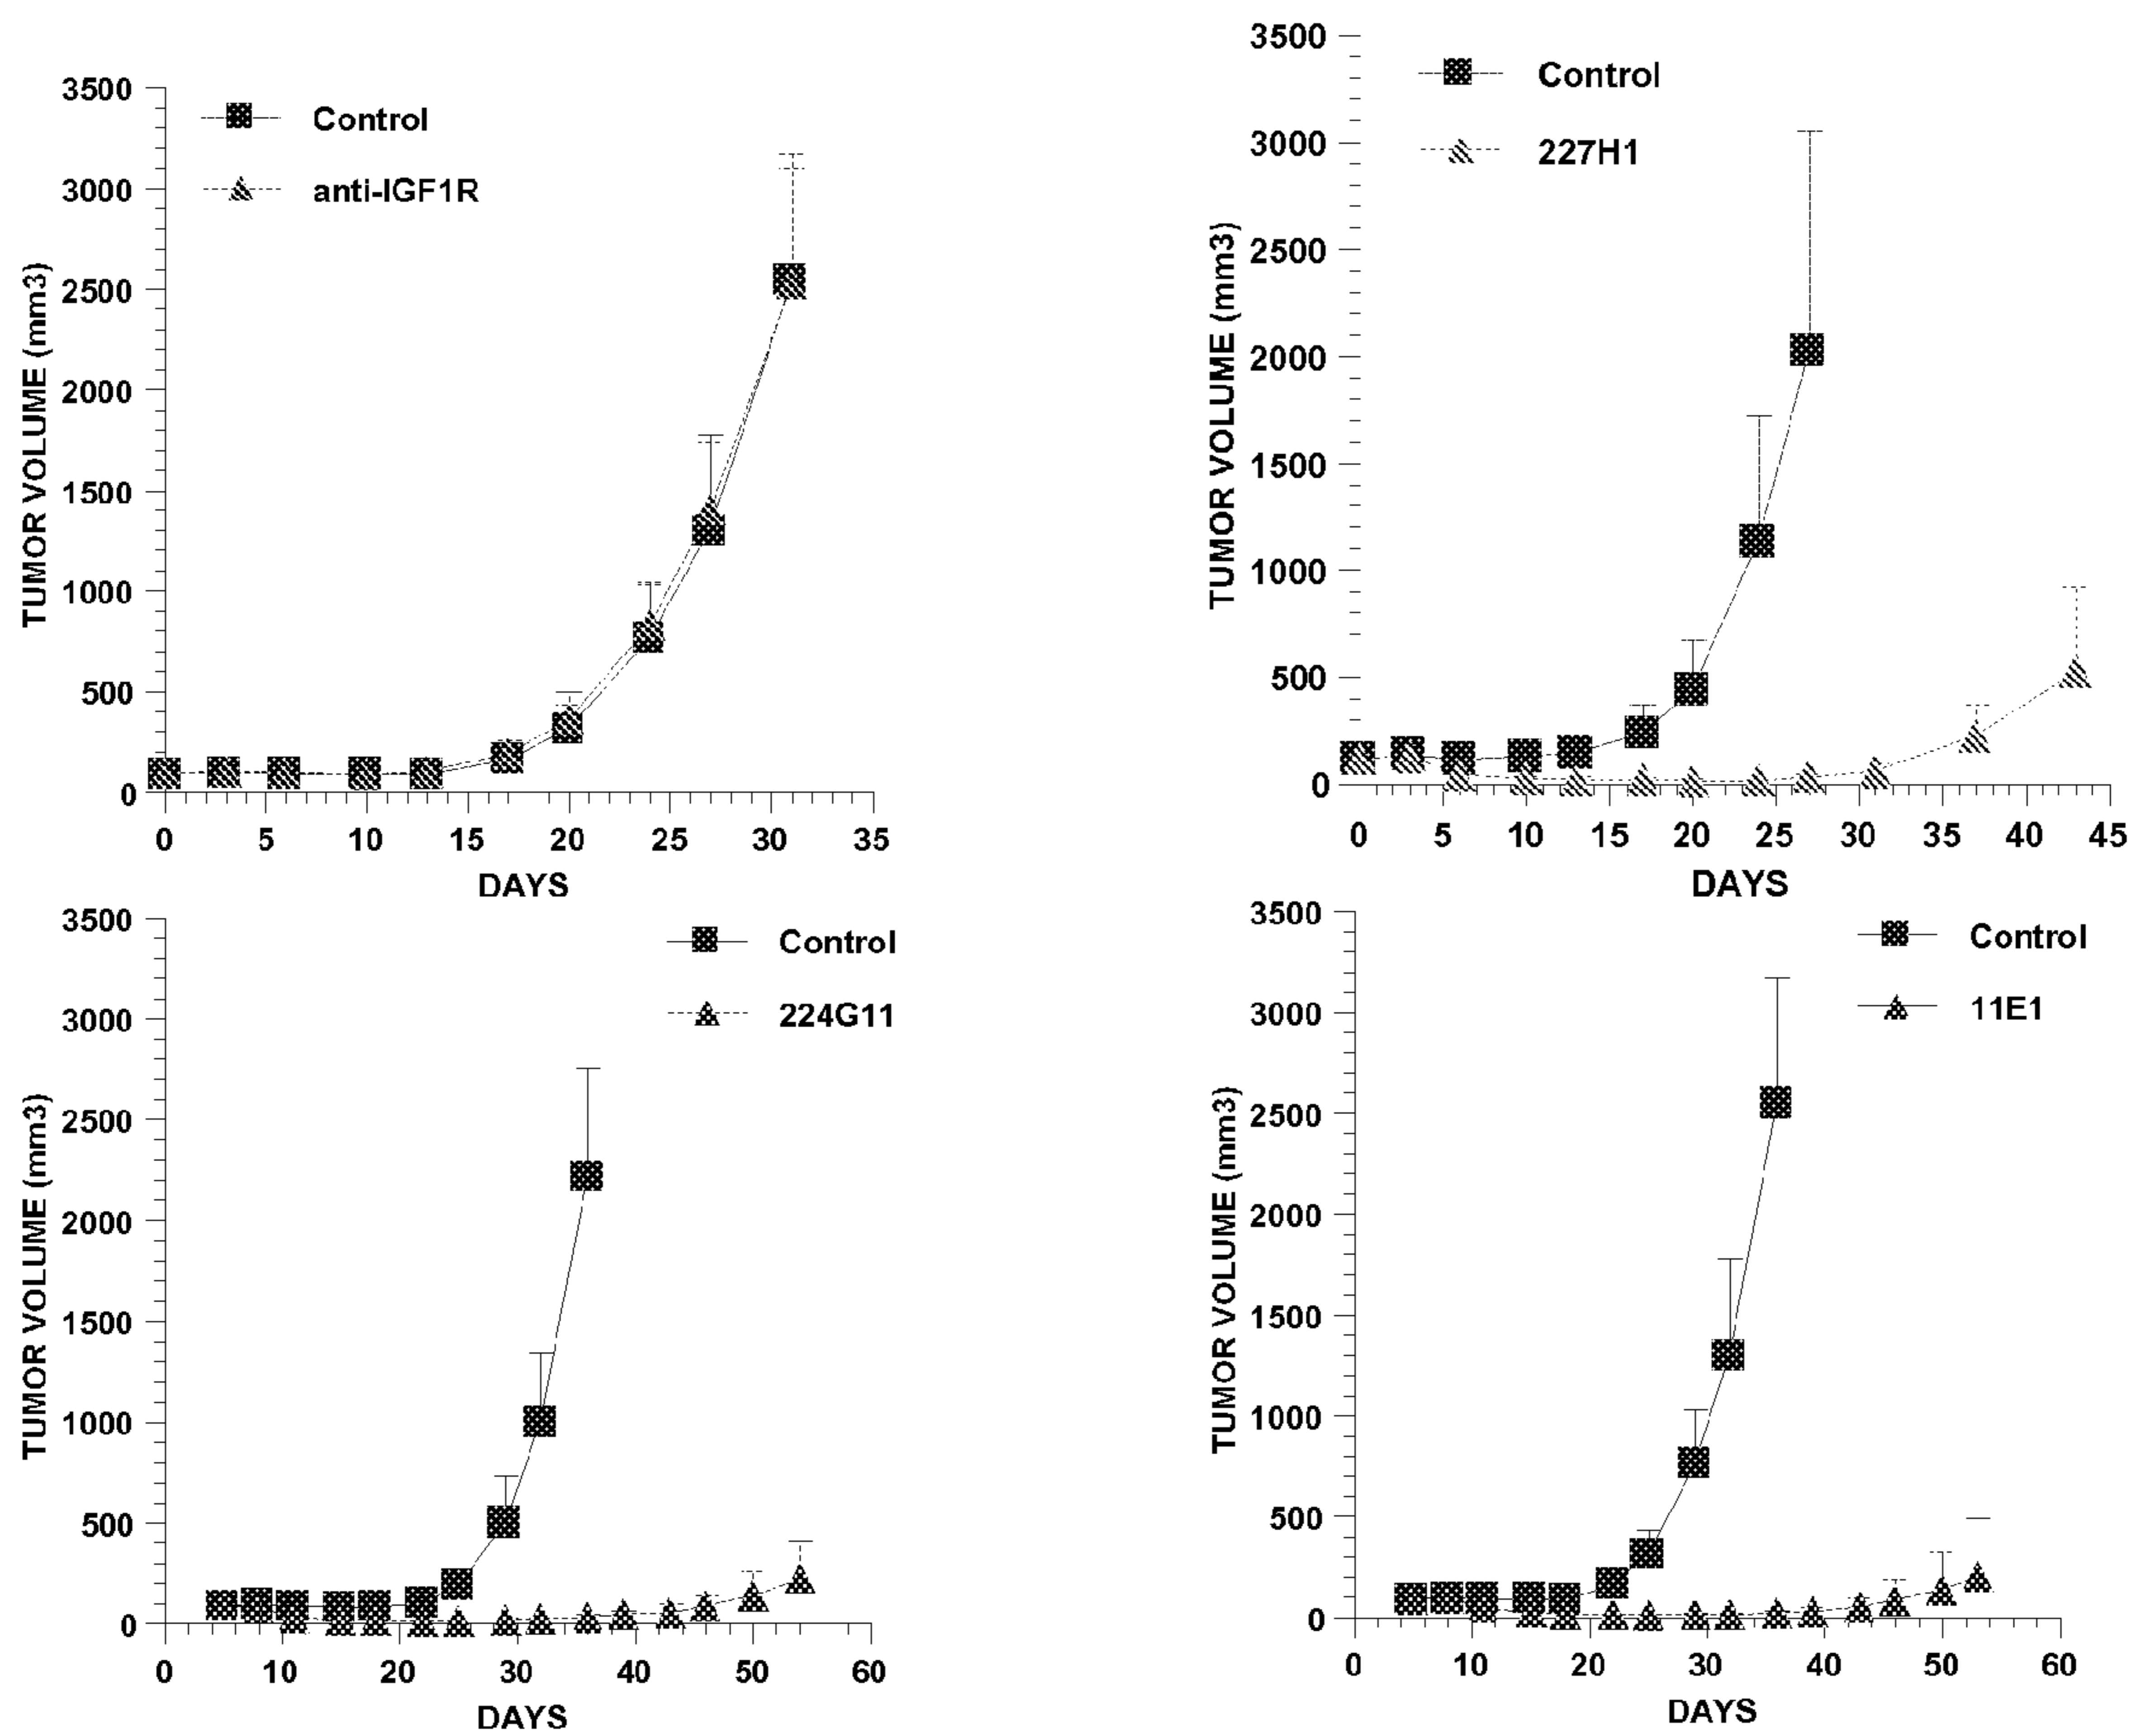 3500
3000
2500
2000
1500
1000
500
0
TUMOR VOLUME (mm3)
Control
anti-IGF1R
0 5 10 15 20 25 30 35
DAYS
3500
3000
2500
2000
1500
1000
500
0
TUMOR VOLUME (mm3)
Control
227H1
0 5 10 15 20 25 30 35 40 45
DAYS
3500
3000
2500
2000
1500
1000
500
0
TUMOR VOLUME (mm3)
Control
224G11
0 10 20 30 40 50 60
DAYS
3500
3000
2500
2000
1500
1000
500
0
TUMOR VOLUME (mm3)
Control
11E1
0 10 20 30 40 50 60
DAYS